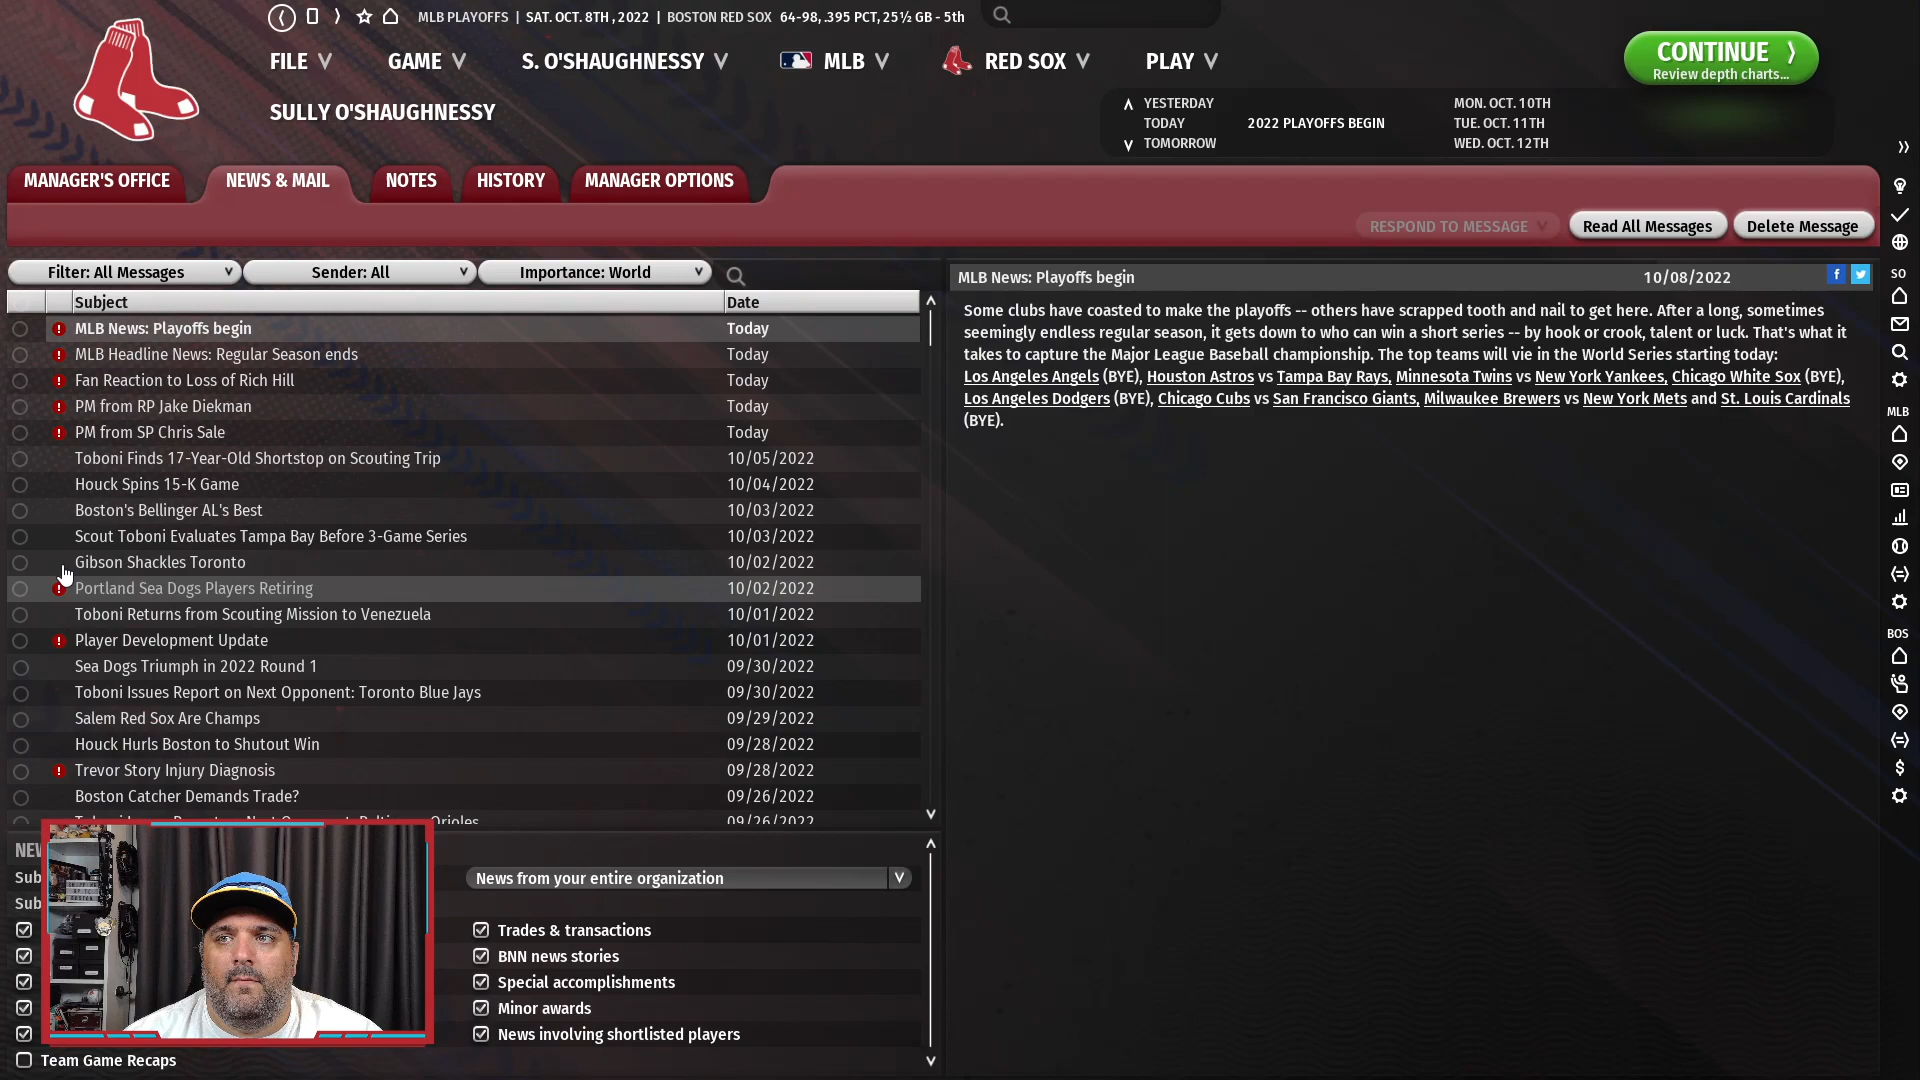 MLB PLAYOFFS | SAT. OCT. 8TH , 2022 | BOSTON RED SOX 64-98, .395 PCT, 25½ GB - 5th
FILE GAME S. O'SHAUGHNESSY MLB RED SOX PLAY
CONTINUE
Review depth charts...
SULLY O'SHAUGHNESSY
YESTERDAY
TODAY
TOMORROW
2022 PLAYOFFS BEGIN
MON. OCT. 10TH
TUE. OCT. 11TH
WED. OCT. 12TH
MANAGER'S OFFICE NEWS & MAIL NOTES HISTORY MANAGER OPTIONS
RESPOND TO MESSAGE Read All Messages Delete Message
Filter: All Messages Sender: All Importance: World
Subject Date
MLB News: Playoffs begin Today
MLB Headline News: Regular Season ends Today
Fan Reaction to Loss of Rich Hill Today
PM from RP Jake Diekman Today
PM from SP Chris Sale Today
Toboni Finds 17-Year-Old Shortstop on Scouting Trip 10/05/2022
Houck Spins 15-K Game 10/04/2022
Boston's Bellinger AL's Best 10/03/2022
Scout Toboni Evaluates Tampa Bay Before 3-Game Series 10/03/2022
Gibson Shackles Toronto 10/02/2022
Portland Sea Dogs Players Retiring 10/02/2022
Toboni Returns from Scouting Mission to Venezuela 10/01/2022
Player Development Update 10/01/2022
Sea Dogs Triumph in 2022 Round 1 09/30/2022
Toboni Issues Report on Next Opponent: Toronto Blue Jays 09/30/2022
Salem Red Sox Are Champs 09/29/2022
Houck Hurls Boston to Shutout Win 09/28/2022
Trevor Story Injury Diagnosis 09/28/2022
Boston Catcher Demands Trade? 09/26/2022
Orioles 09/26/2022
MLB News: Playoffs begin 10/08/2022
Some clubs have coasted to make the playoffs -- others have scrapped tooth and nail to get here. After a long, sometimes
seemingly endless regular season, it gets down to who can win a short series -- by hook or crook, talent or luck. That's what it
takes to capture the Major League Baseball championship. The top teams will vie in the World Series starting today:
Los Angeles Angels (BYE), Houston Astros vs Tampa Bay Rays, Minnesota Twins vs New York Yankees, Chicago White Sox (BYE),
Los Angeles Dodgers (BYE), Chicago Cubs vs San Francisco Giants, Milwaukee Brewers vs New York Mets and St. Louis Cardinals
(BYE).
SO
MLB
BOS
NEW
Sub
Sub
News from your entire organization
Trades & transactions
BNN news stories
Special accomplishments
Minor awards
News involving shortlisted players
Team Game Recaps